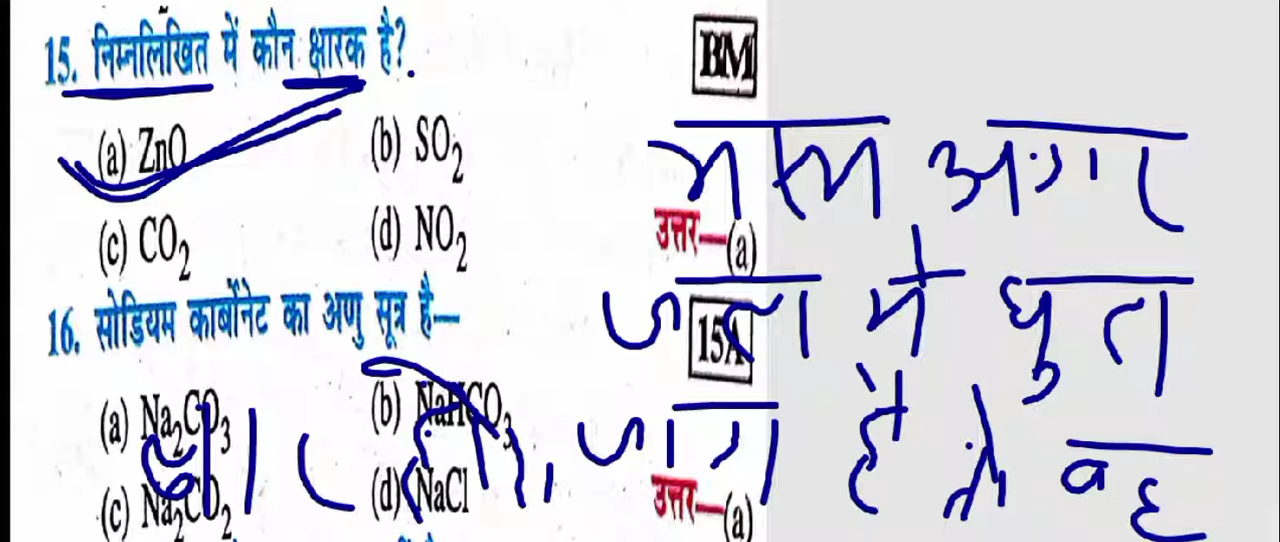 15. निम्नलिखित में कौन क्षारक है?
BM
(a) ZnO
(b) SO₂
(c) CO₂
(d) NO₂
उत्तर—(a)
भस्म अगर
जल में घुल
जाता है तो वह
क्षार होगा
16. सोडियम कार्बोनेट का अणु सूत्र है—
15A
(a) Na₂CO₃
(b) NaHCO₃
(c) Na₂CO₂
(d) NaCl
उत्तर—(a)